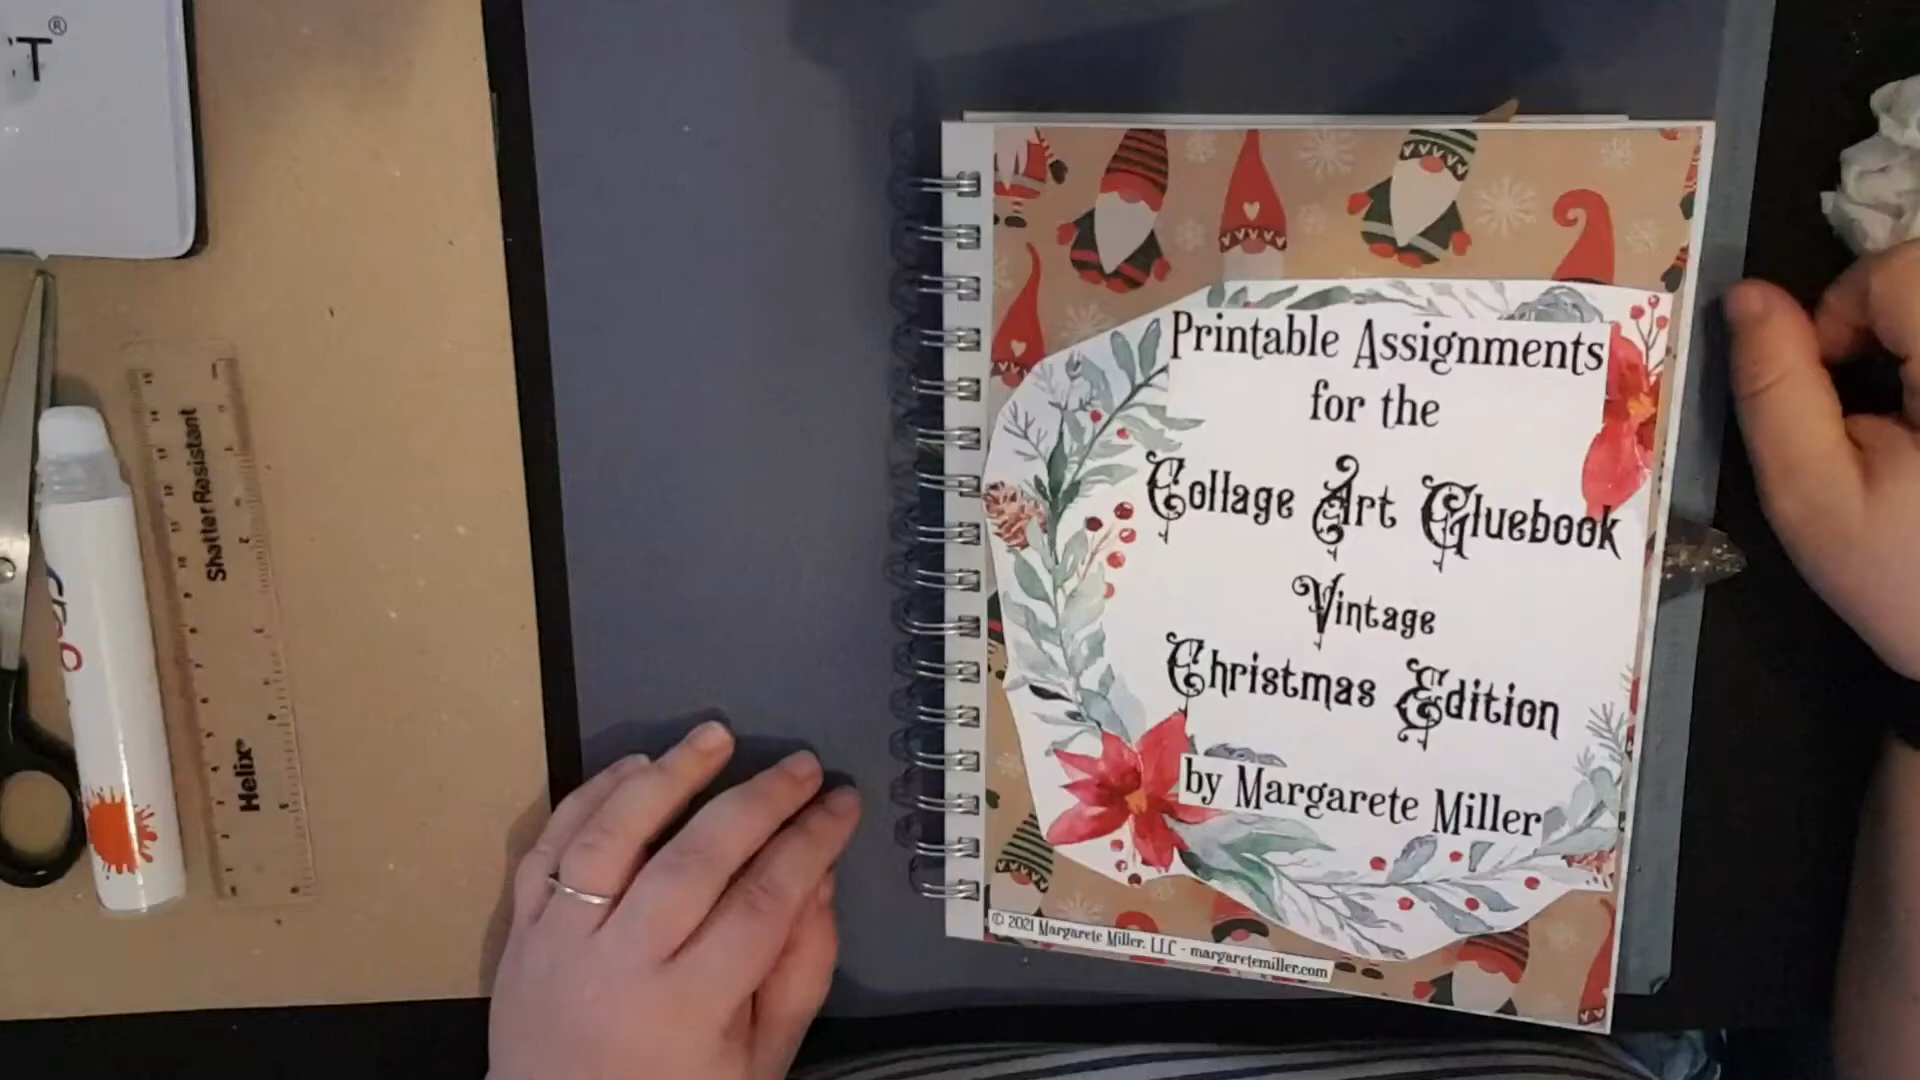 T®
Shatter Resistant
Helix®
Printable Assignments
for the
Collage Art Gluebook
Vintage
Christmas Edition
by Margarete Miller
© 2021 Margarete Miller, LLC - margaretemiller.com